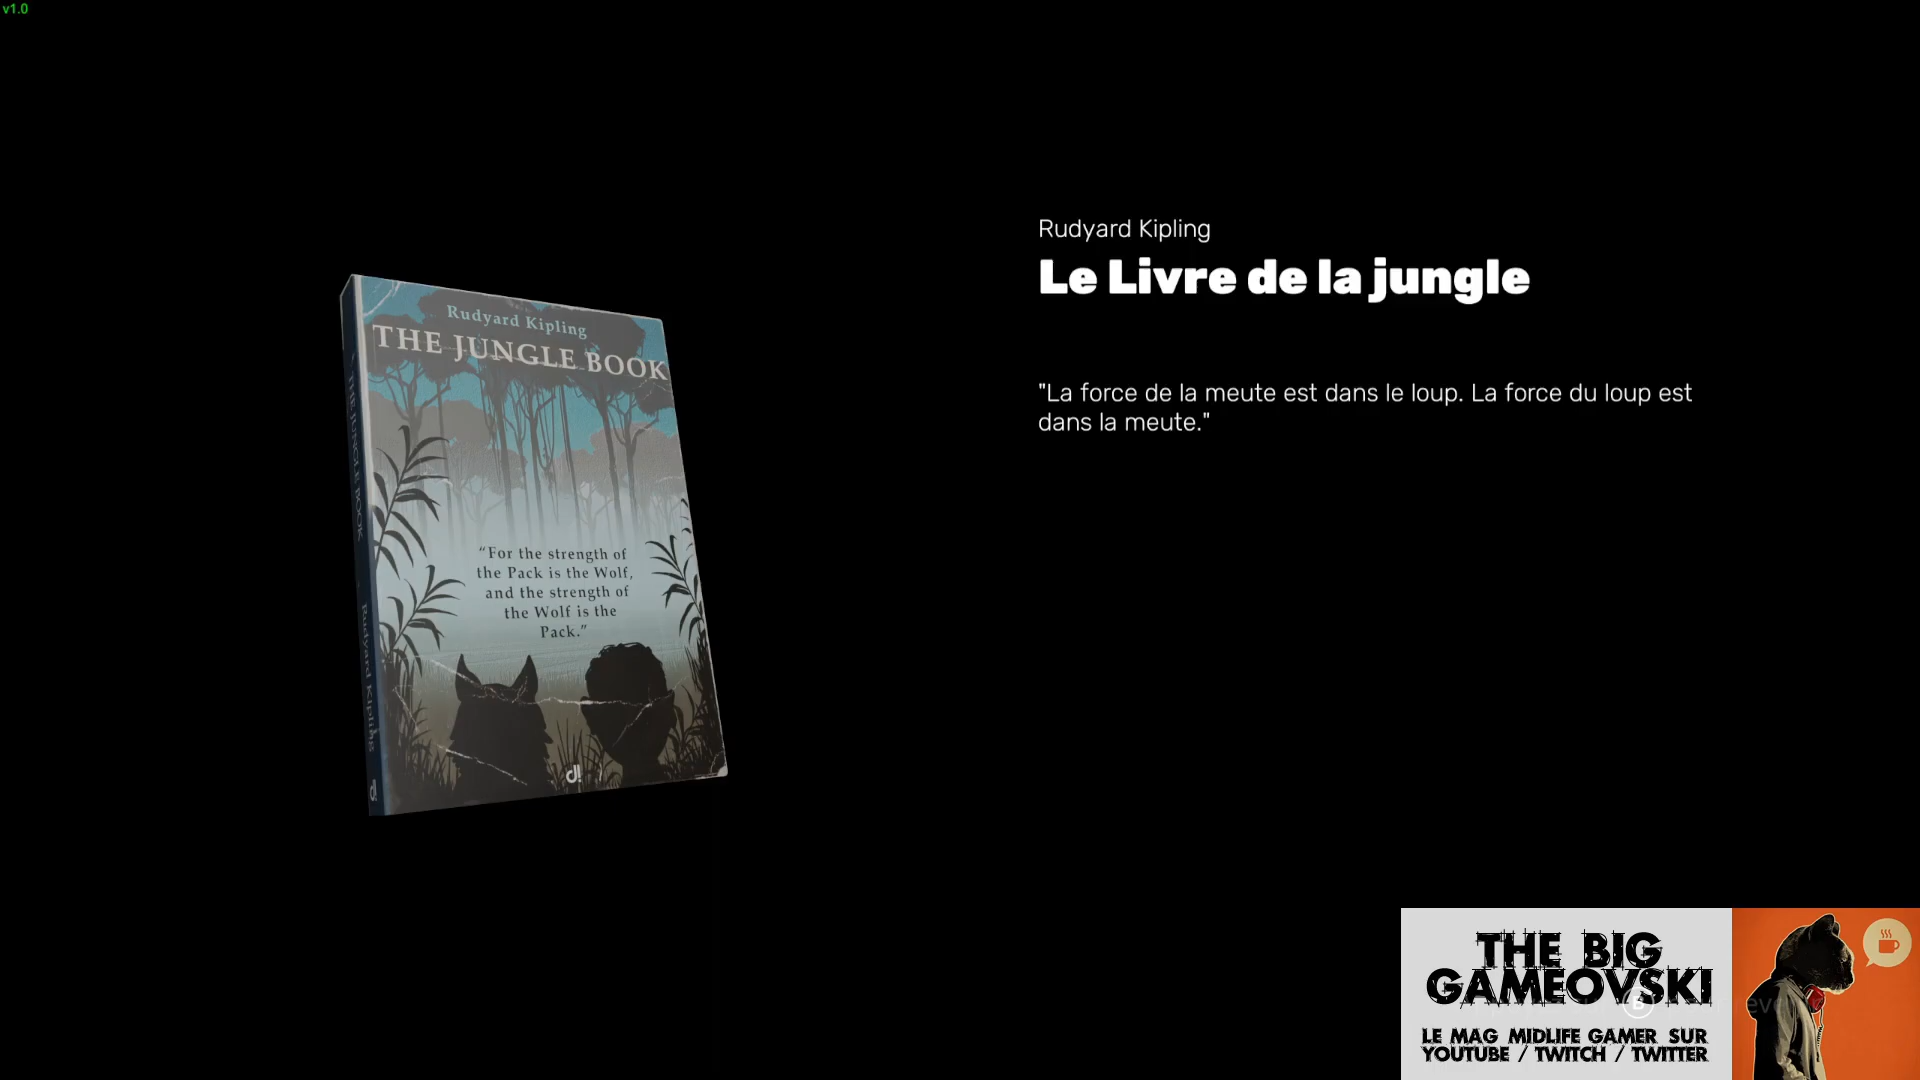 v1.0
Rudyard Kipling
Le Livre de la jungle
"La force de la meute est dans le loup. La force du loup est
dans la meute."
Rudyard Kipling
THE JUNGLE BOOK
"For the strength of
the Pack is the Wolf,
and the strength of
the Wolf is the
Pack."
d!
THE JUNGLE BOOK
Rudyard Kipling
d!
THE BIG
GAMEOVSKI
B
LE MAG MIDLIFE GAMER SUR
YOUTUBE / TWITCH / TWITTER